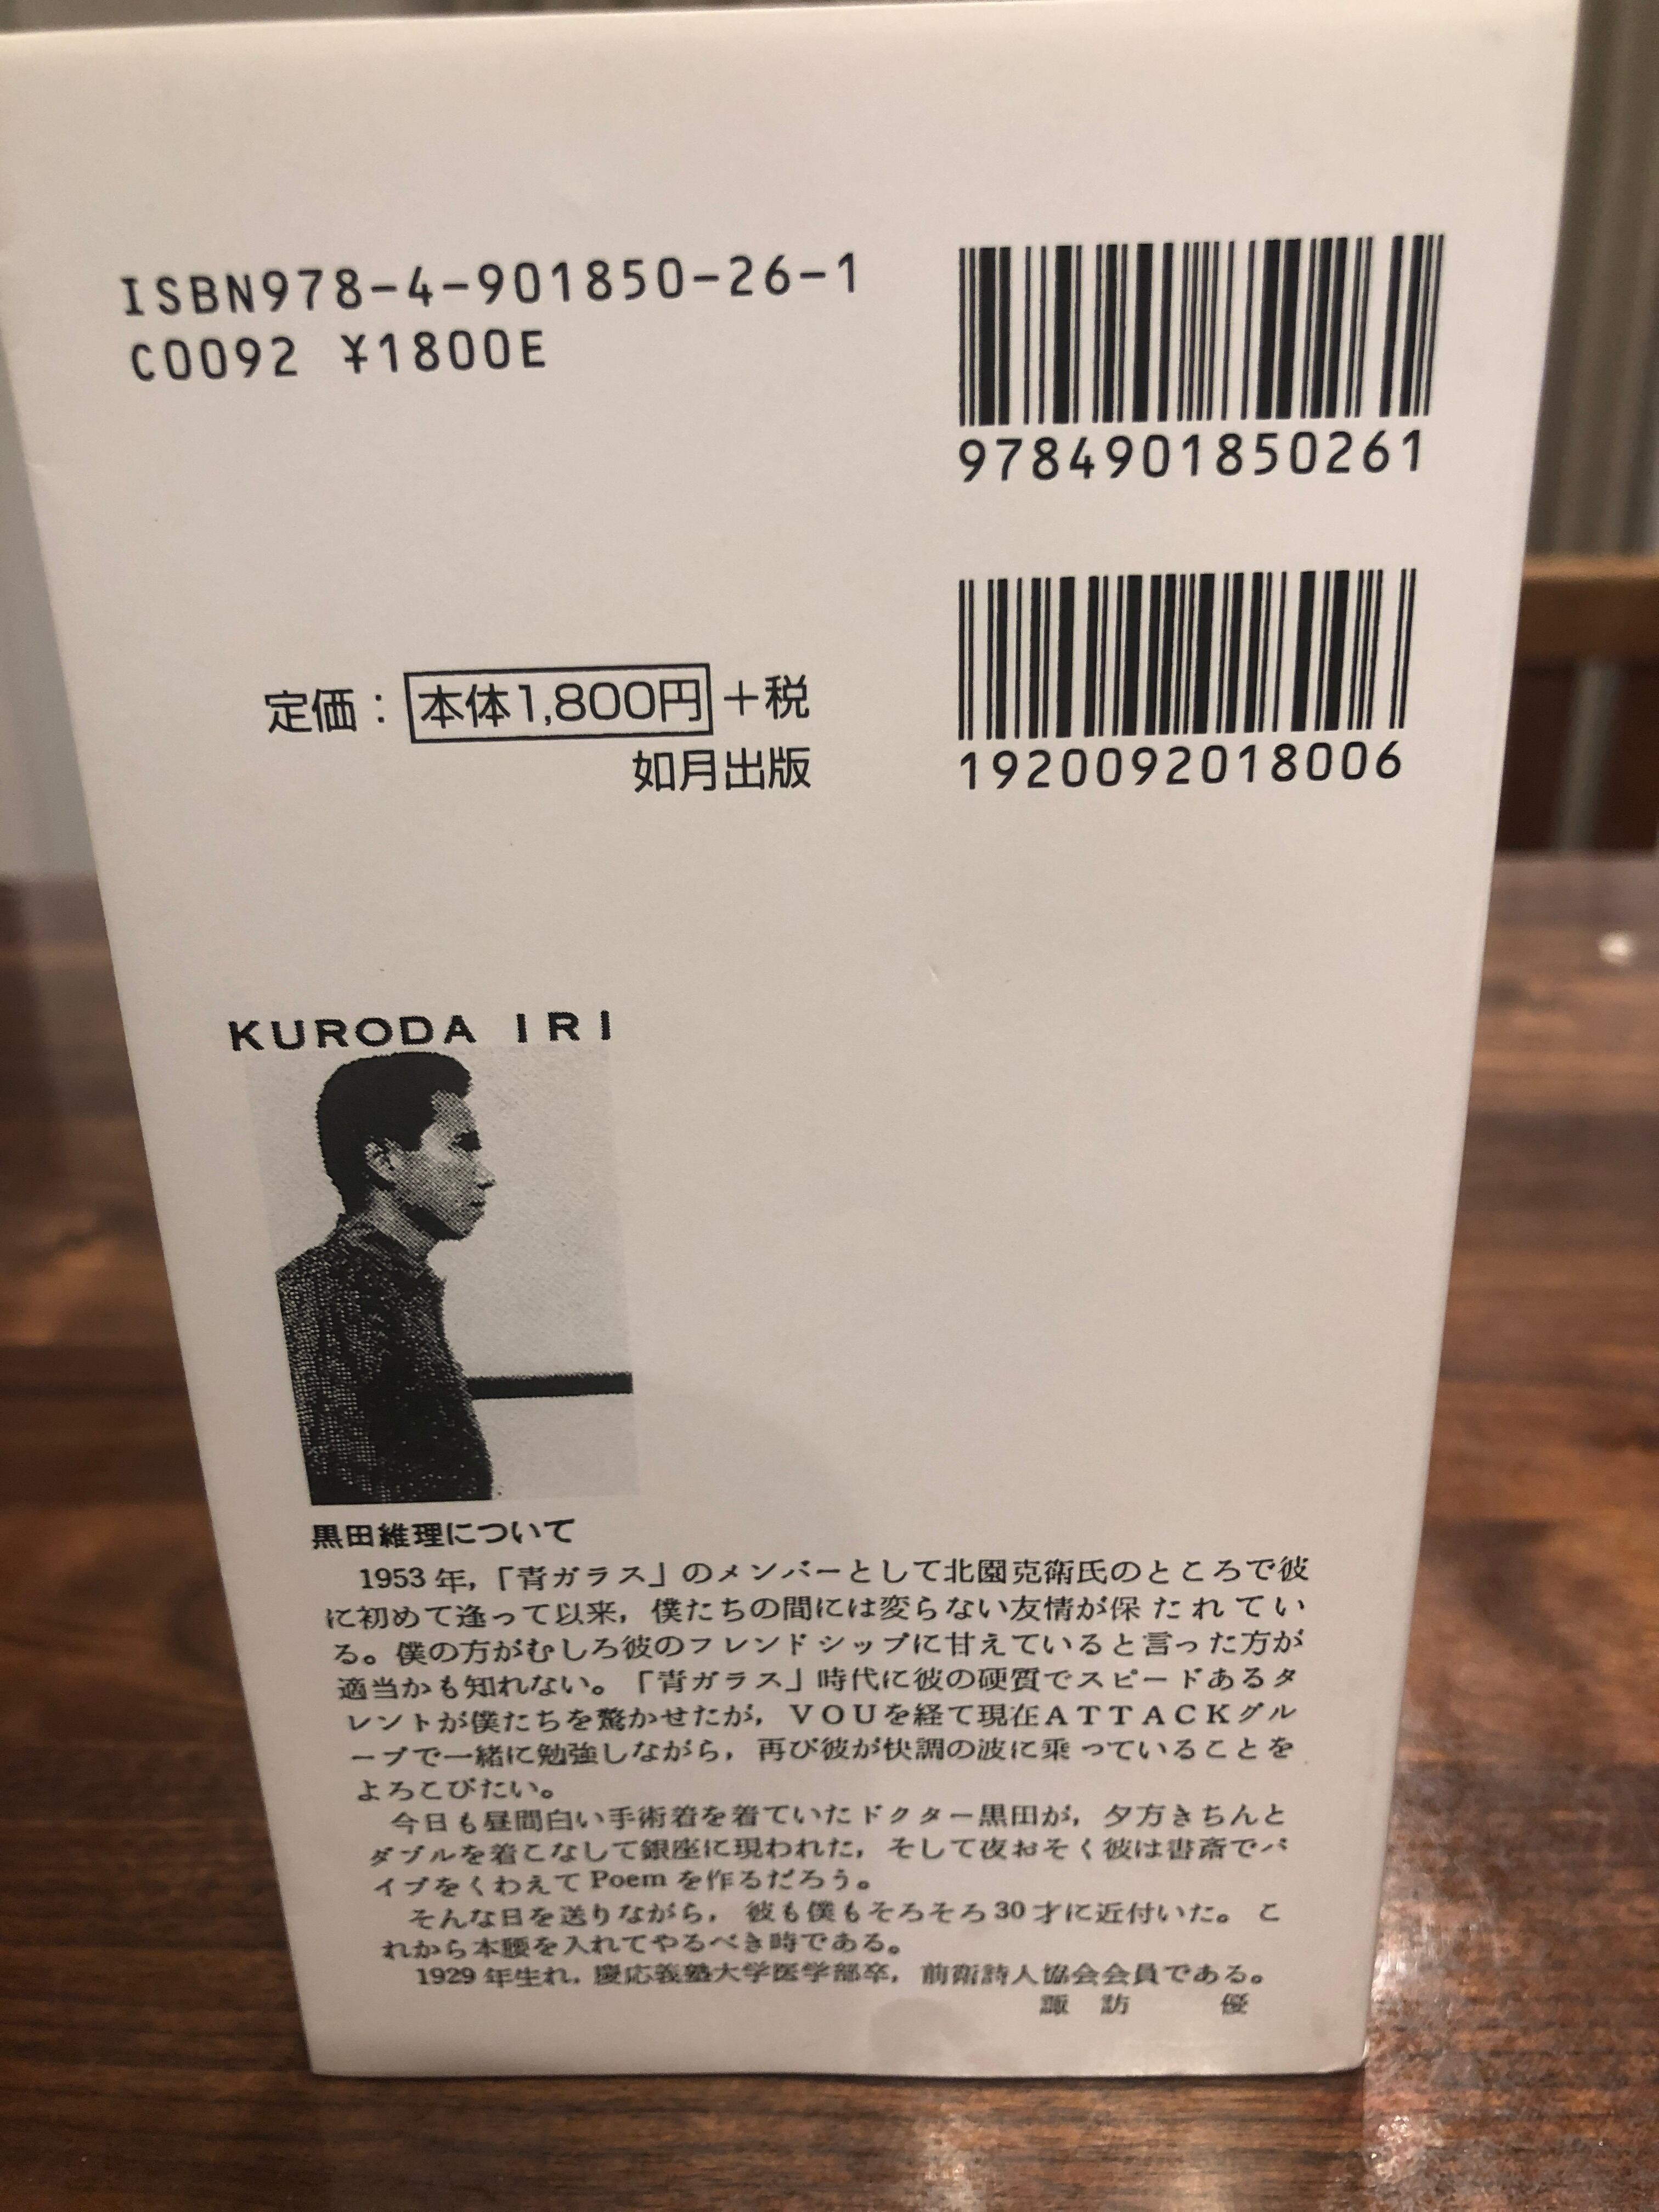 ISBN978-4-901850-26-1
C0092 ¥1800E
9784901850261
定価：本体1,800円+税
如月出版
1920092018006
KURODA IRI
黒田維理について
1953年，「青ガラス」のメンバーとして北園克衛氏のところで彼
に初めて逢って以来，僕たちの間には変らない友情が保たれてい
る。僕の方がむしろ彼のフレンドシップに甘えていると言った方が
適当かも知れない。「青ガラス」時代に彼の硬質でスピードあるタ
レントが僕たちを驚かせたが，VOUを経て現在ATTACKグル
ープで一緒に勉強しながら，再び彼が快調の波に乗っていることを
よろこびたい。
今日も昼間白い手術着を着ていたドクター黒田が，夕方きちんと
ダブルを着こなして銀座に現われた，そして夜おそく彼は書斎でパ
イプをくわえてPoemを作るだろう。
そんな日を送りながら，彼も僕もそろそろ30才に近付いた。こ
れから本腰を入れてやるべき時である。
1929年生れ，慶応義塾大学医学部卒，前衛詩人協会会員である。
諏訪 優